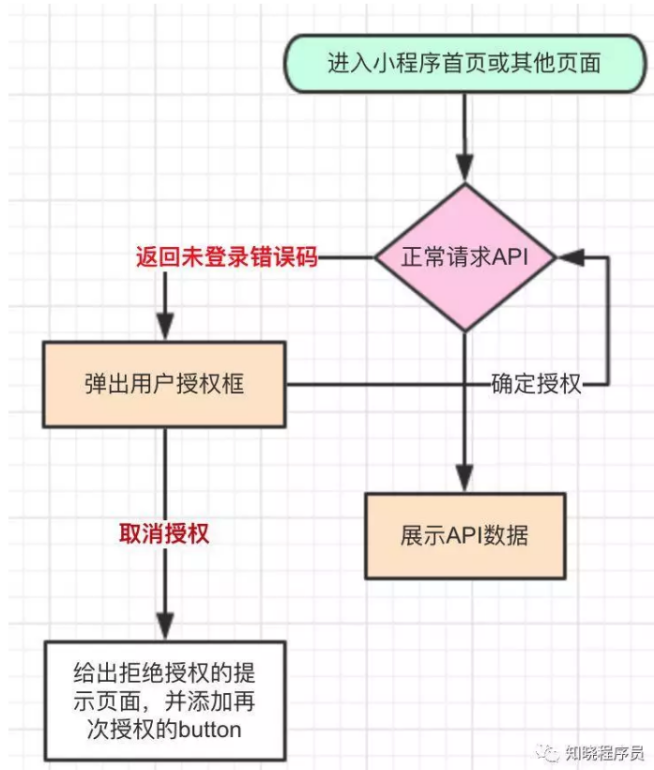 进入小程序首页或其他页面
返回未登录错误码
正常请求API
弹出用户授权框
确定授权
取消授权
展示API数据
给出拒绝授权的提
示页面，并添加再
次授权的button
知晓程序员